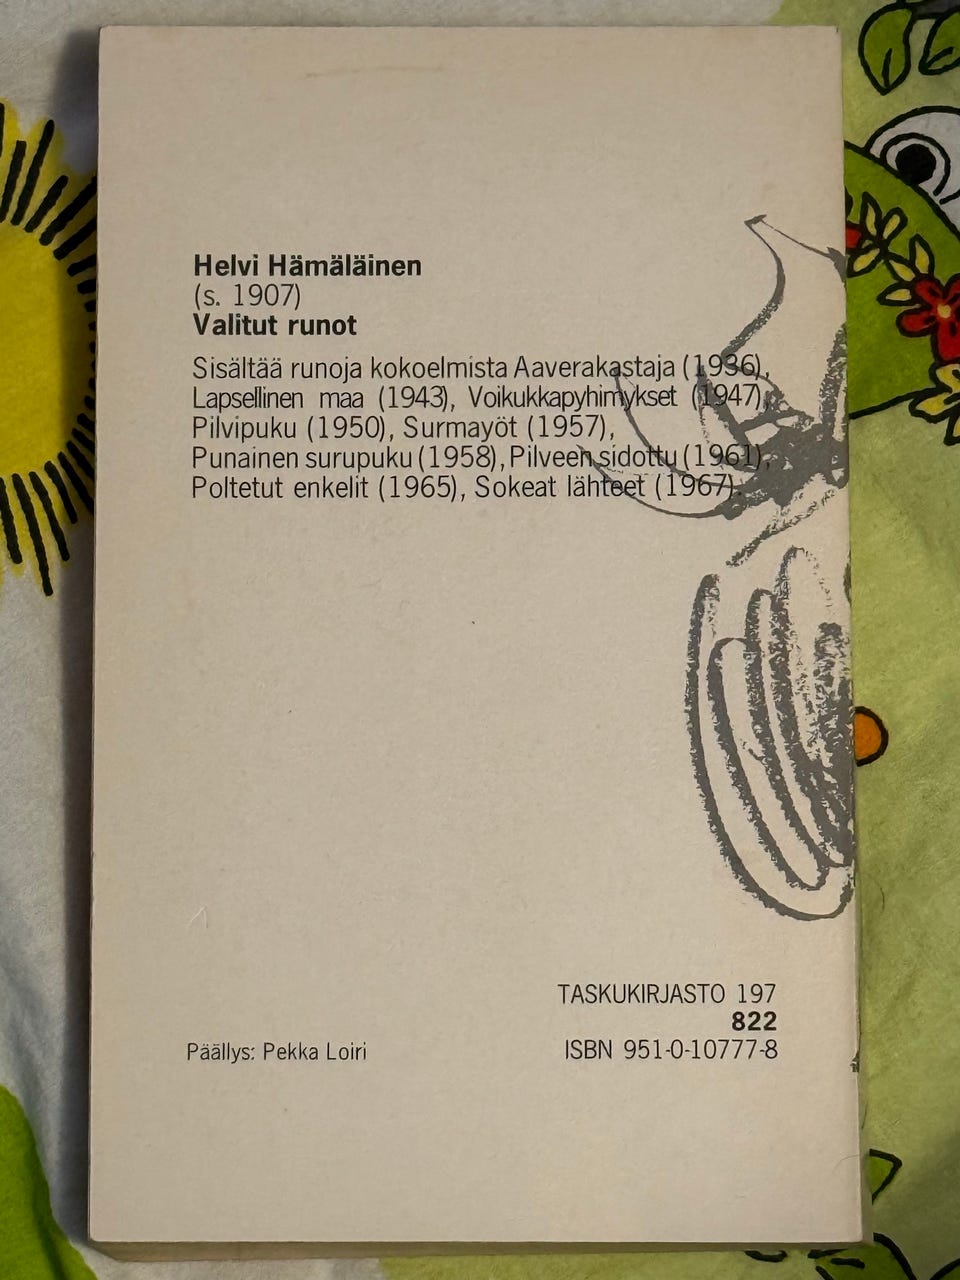 Helvi Hämäläinen
(s. 1907)
Valitut runot
Sisältää runoja kokoelmista Aaverakastaja (1936),
Lapsellinen maa (1943), Voikukkapyhimykset (1947),
Pilvipuku (1950), Surmayöt (1957),
Punainen surupuku (1958), Pilveen sidottu (1961),
Poltetut enkelit (1965), Sokeat lähteet (1967).
TASKUKIRJASTO 197
822
Päällys: Pekka Loiri
ISBN 951-0-10777-8